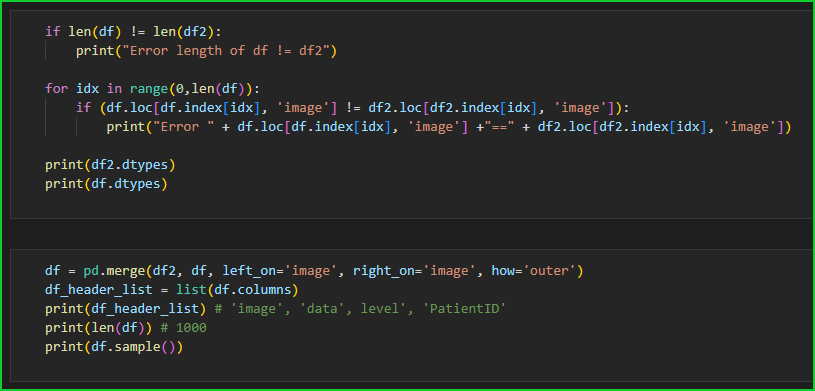 if len(df) != len(df2):
    print("Error length of df != df2")

for idx in range(0,len(df)):
    if (df.loc[df.index[idx], 'image'] != df2.loc[df2.index[idx], 'image']):
        print("Error " + df.loc[df.index[idx], 'image'] +"==" + df2.loc[df2.index[idx], 'image'])

print(df2.dtypes)
print(df.dtypes)

df = pd.merge(df2, df, left_on='image', right_on='image', how='outer')
df_header_list = list(df.columns)
print(df_header_list) # 'image', 'data', level', 'PatientID'
print(len(df)) # 1000
print(df.sample())